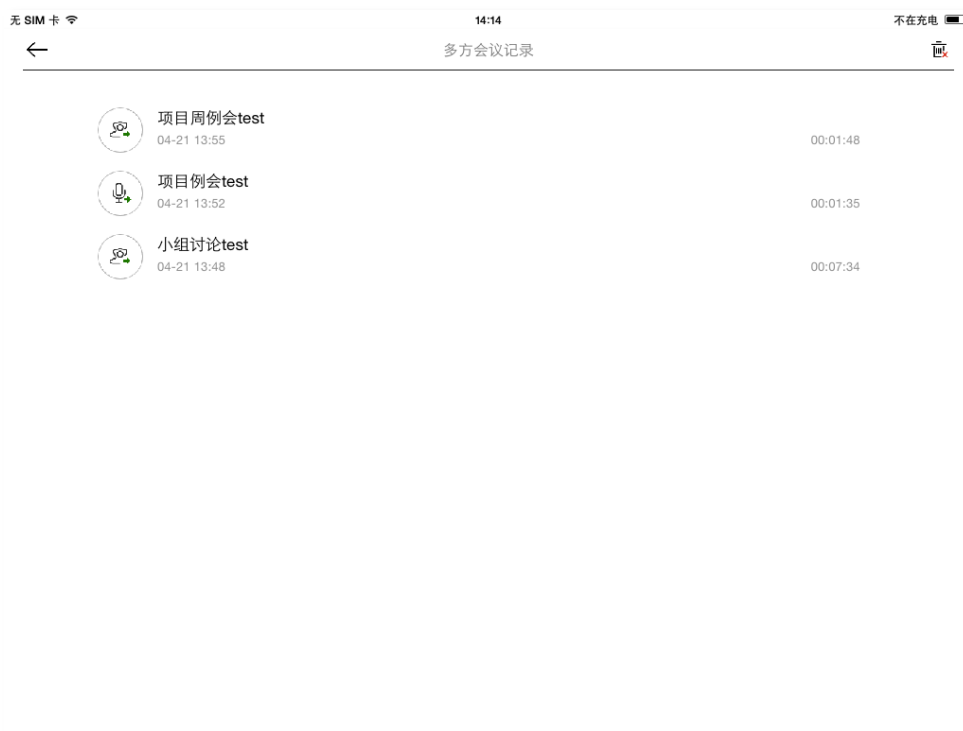 无 SIM 卡 14:14 不在充电
多方会议记录
项目周例会test
04-21 13:55 00:01:48
项目例会test
04-21 13:52 00:01:35
小组讨论test
04-21 13:48 00:07:34